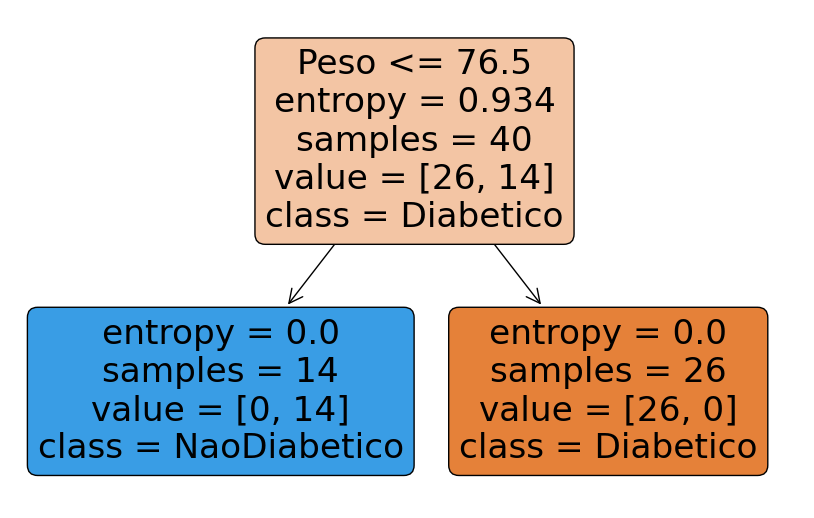 Peso <= 76.5
entropy = 0.934
samples = 40
value = [26, 14]
class = Diabetico
entropy = 0.0
samples = 14
value = [0, 14]
class = NaoDiabetico
entropy = 0.0
samples = 26
value = [26, 0]
class = Diabetico